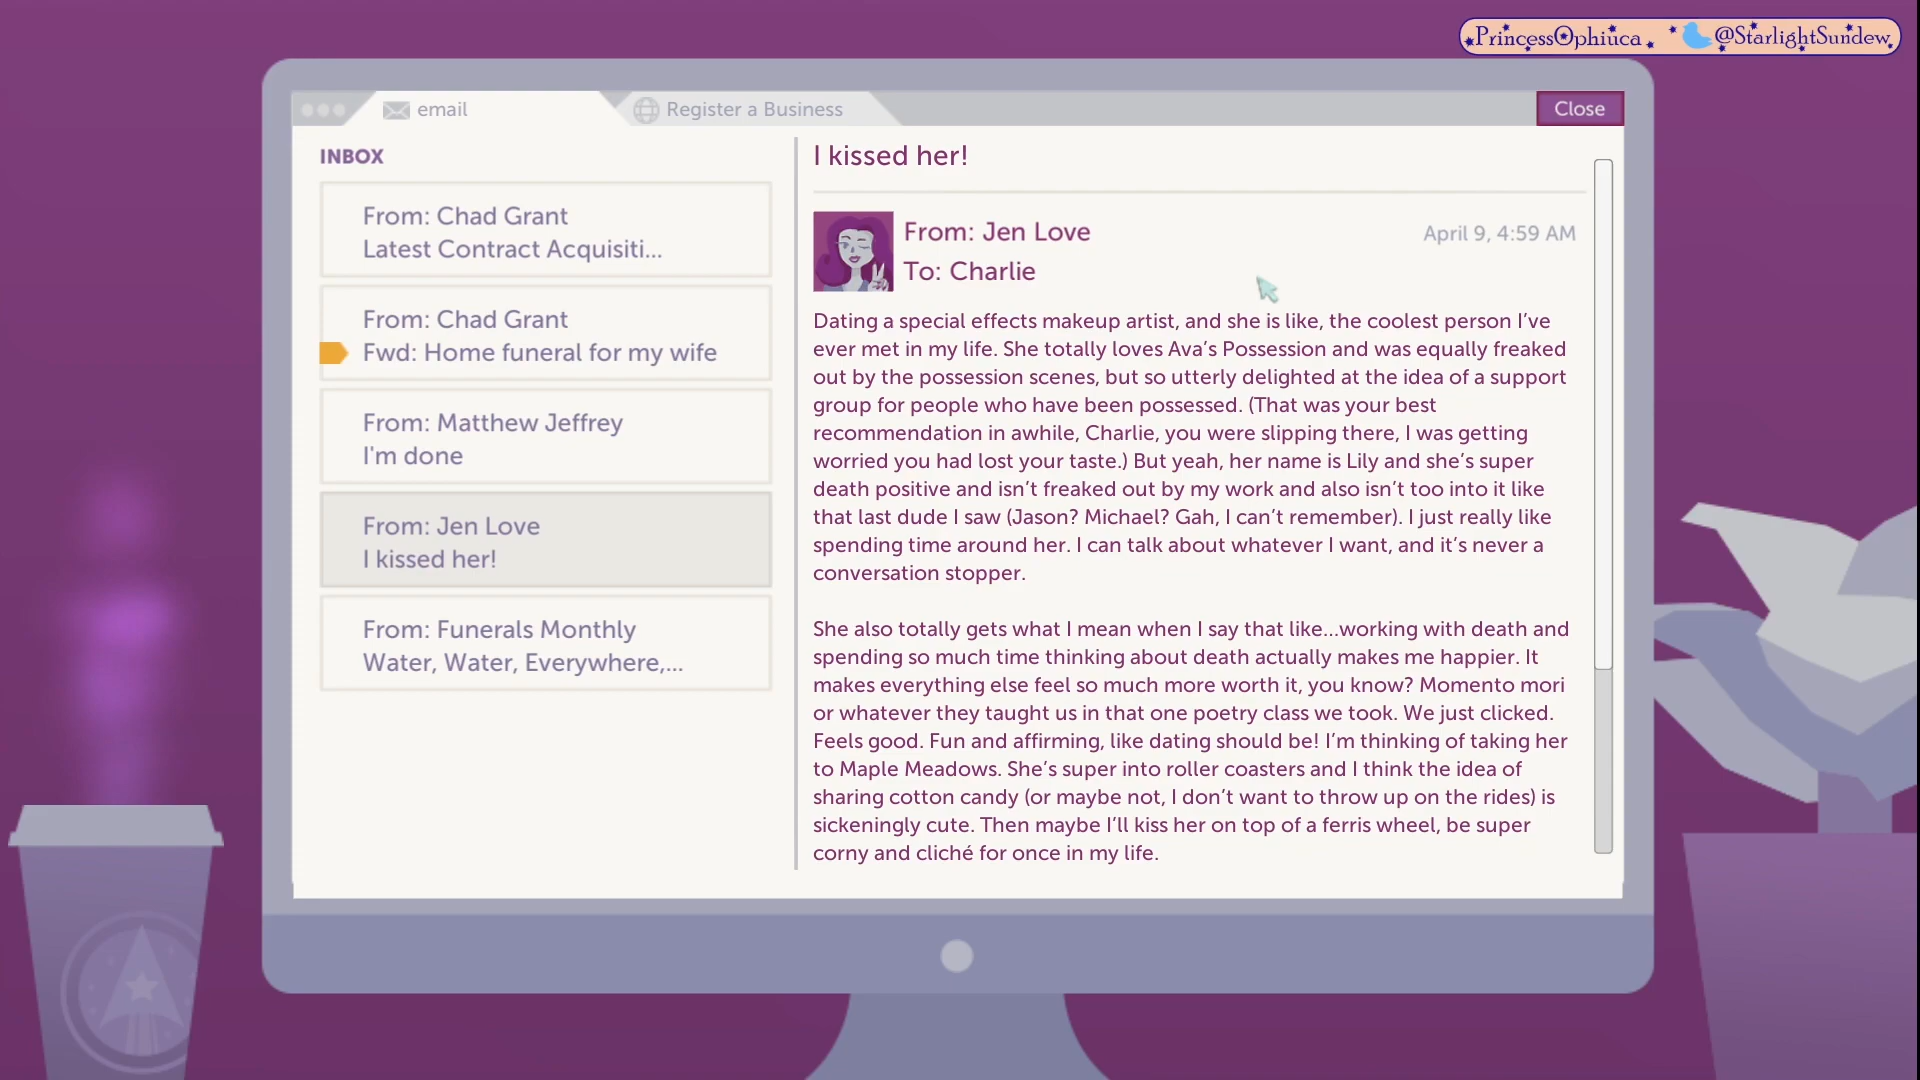 PrincessOphiuca @StarlightSundew
email
Register a Business
Close
INBOX
From: Chad Grant
Latest Contract Acquisiti...
From: Chad Grant
Fwd: Home funeral for my wife
From: Matthew Jeffrey
I'm done
From: Jen Love
I kissed her!
From: Funerals Monthly
Water, Water, Everywhere,...
I kissed her!
From: Jen Love
April 9, 4:59 AM
To: Charlie
Dating a special effects makeup artist, and she is like, the coolest person I've
ever met in my life. She totally loves Ava's Possession and was equally freaked
out by the possession scenes, but so utterly delighted at the idea of a support
group for people who have been possessed. (That was your best
recommendation in awhile, Charlie, you were slipping there, I was getting
worried you had lost your taste.) But yeah, her name is Lily and she's super
death positive and isn't freaked out by my work and also isn't too into it like
that last dude I saw (Jason? Michael? Gah, I can't remember). I just really like
spending time around her. I can talk about whatever I want, and it's never a
conversation stopper.
She also totally gets what I mean when I say that like...working with death and
spending so much time thinking about death actually makes me happier. It
makes everything else feel so much more worth it, you know? Momento mori
or whatever they taught us in that one poetry class we took. We just clicked.
Feels good. Fun and affirming, like dating should be! I'm thinking of taking her
to Maple Meadows. She's super into roller coasters and I think the idea of
sharing cotton candy (or maybe not, I don't want to throw up on the rides) is
sickeningly cute. Then maybe I'll kiss her on top of a ferris wheel, be super
corny and cliché for once in my life.